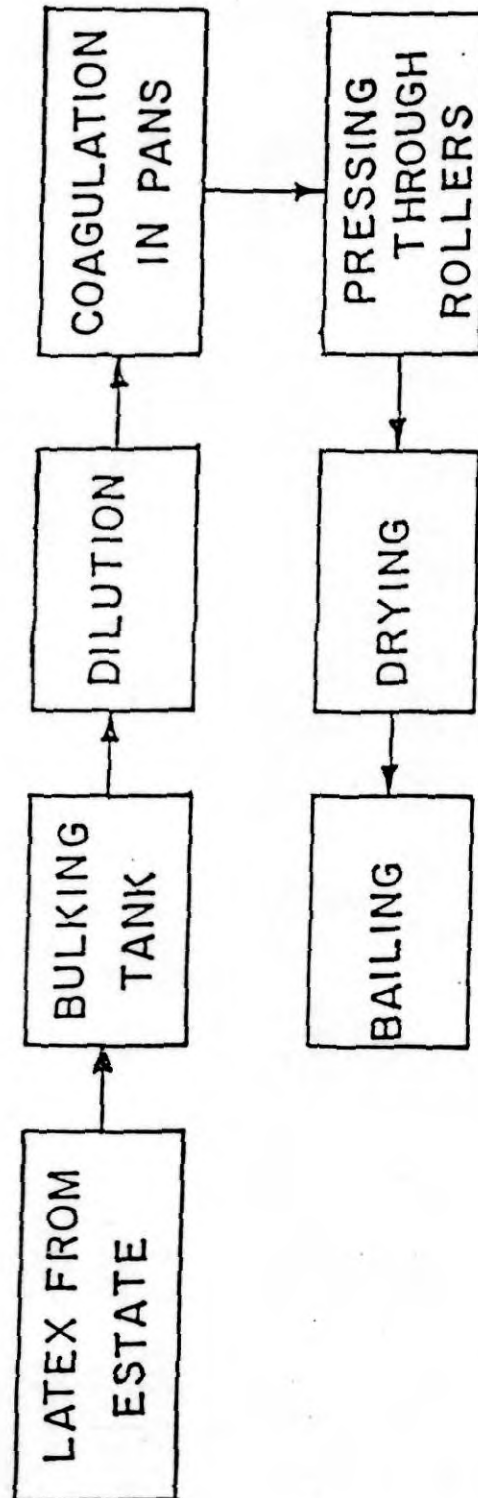 LATEX FROM
ESTATE
BULKING
TANK
DILUTION
COAGULATION
IN PANS
PRESSING
THROUGH
ROLLERS
DRYING
BAILING